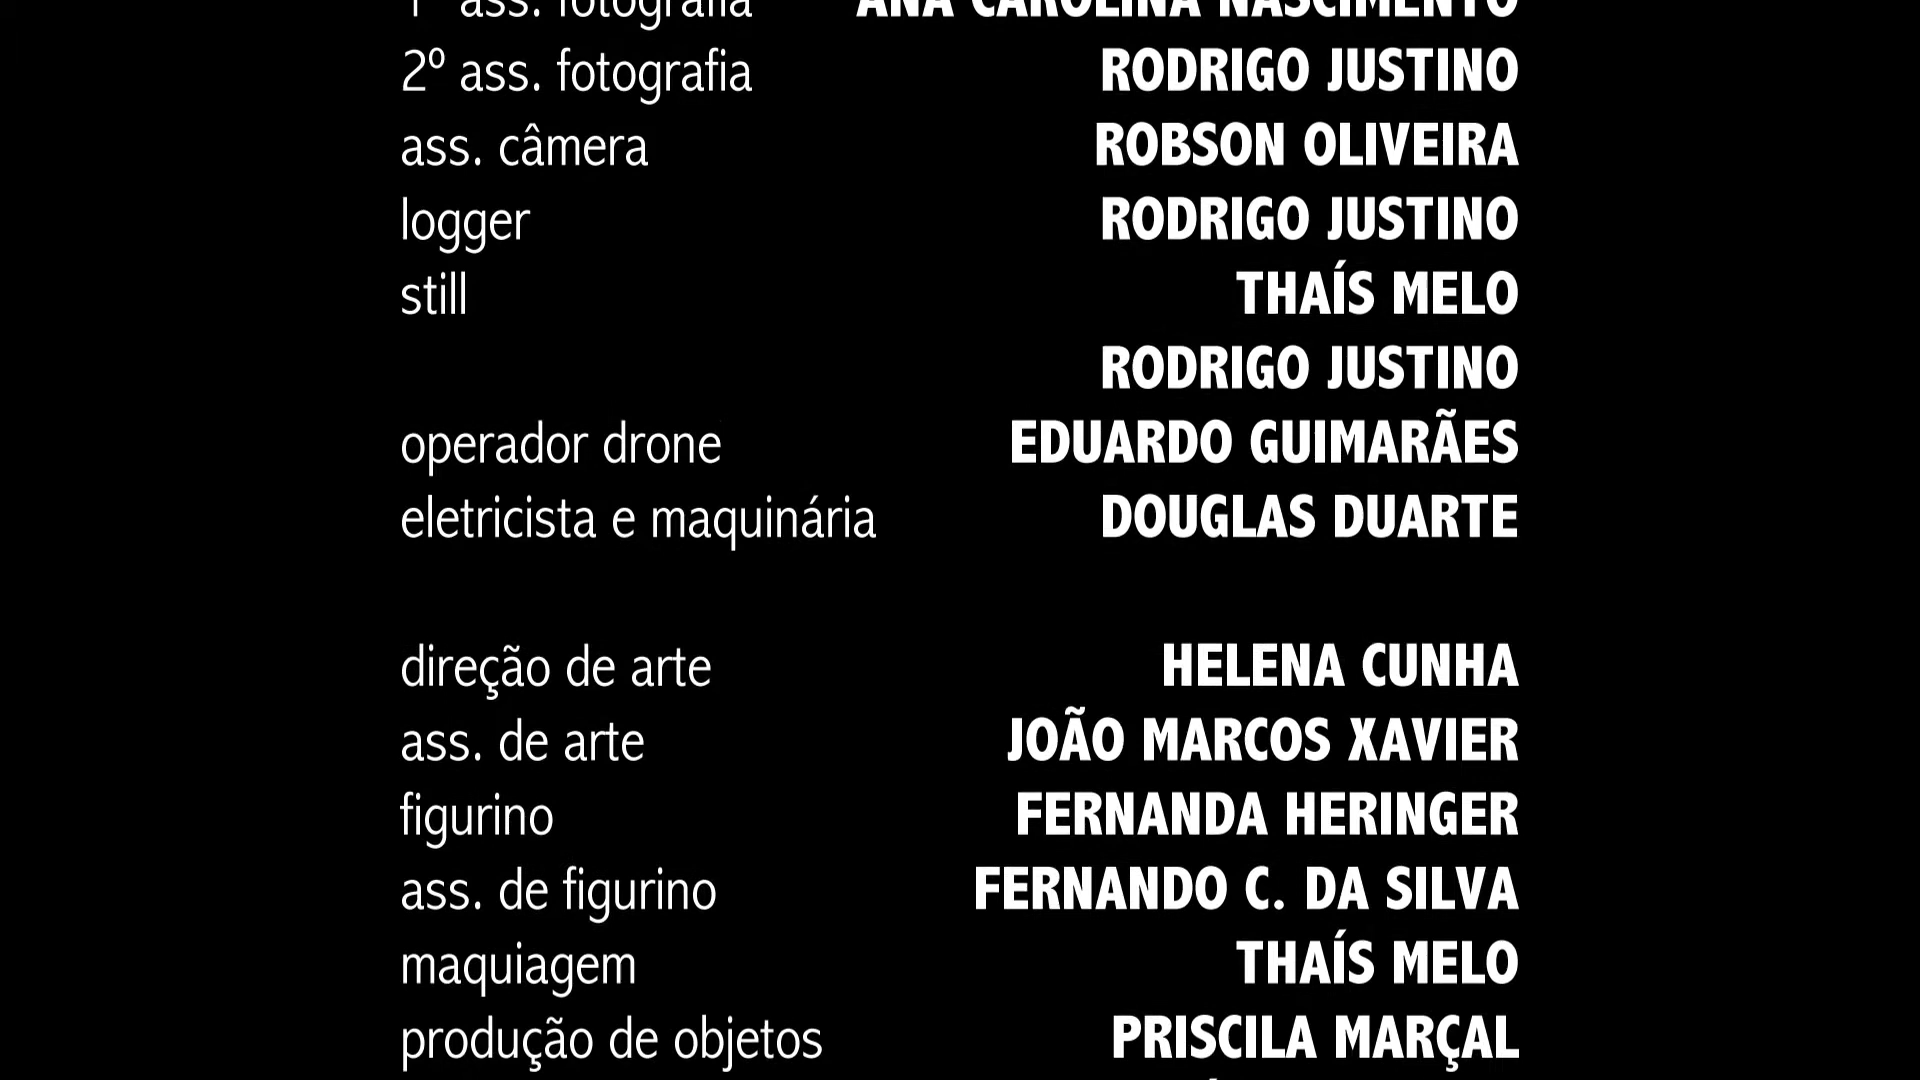 1º ass. fotografia ANA CAROLINA NASCIMENTO
2º ass. fotografia RODRIGO JUSTINO
ass. câmera ROBSON OLIVEIRA
logger RODRIGO JUSTINO
still THAÍS MELO
RODRIGO JUSTINO
operador drone EDUARDO GUIMARÃES
eletricista e maquinária DOUGLAS DUARTE
direção de arte HELENA CUNHA
ass. de arte JOÃO MARCOS XAVIER
figurino FERNANDA HERINGER
ass. de figurino FERNANDO C. DA SILVA
maquiagem THAÍS MELO
produção de objetos PRISCILA MARÇAL